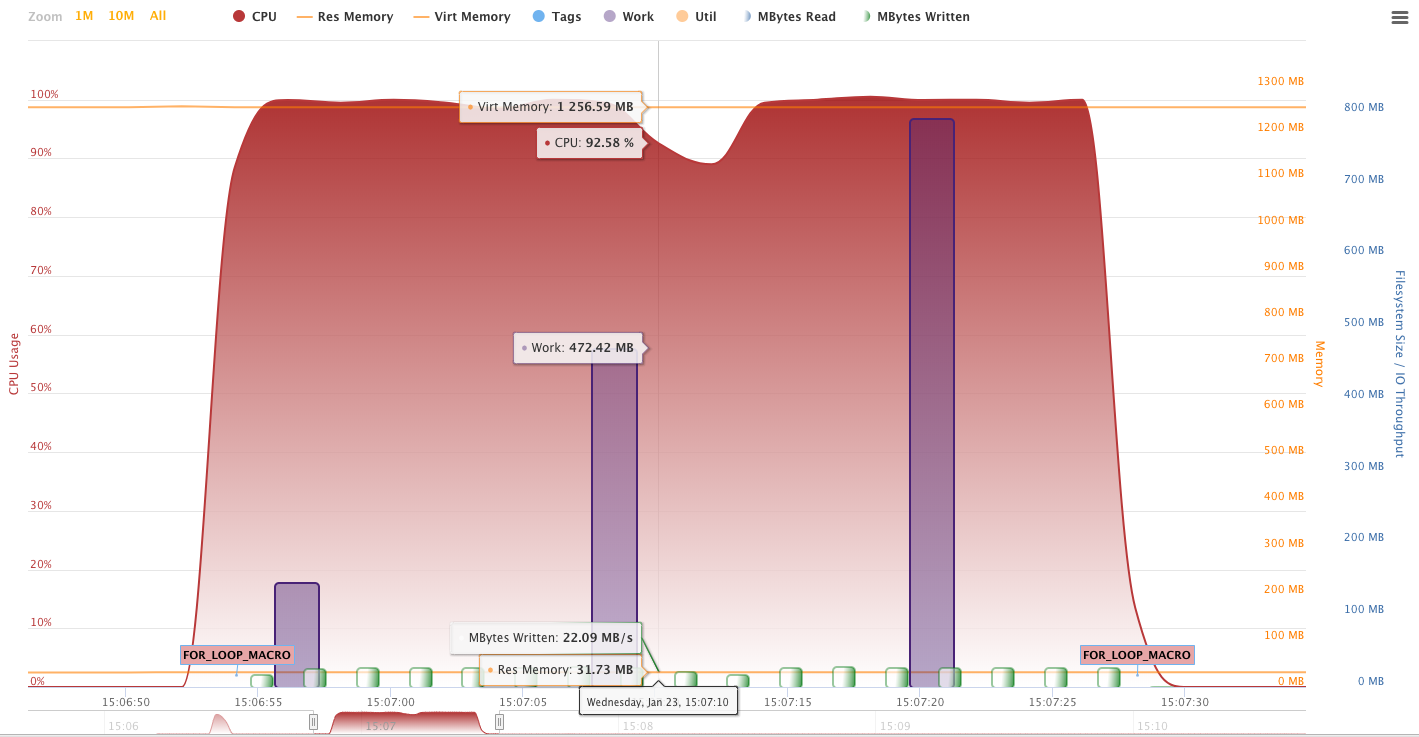 Zoom 1M 10M All CPU Res Memory Virt Memory Tags Work Util MBytes Read MBytes Written
1300 MB
100%
Virt Memory: 1 256.59 MB
800 MB
1200 MB
CPU: 92.58 %
90%
1100 MB
700 MB
80%
1000 MB
600 MB
70%
900 MB
800 MB
60%
500 MB
Work: 472.42 MB
700 MB
CPU Usage
Memory
Filesystem Size / IO Throughput
50%
400 MB
600 MB
40%
500 MB
300 MB
30%
400 MB
200 MB
300 MB
20%
200 MB
100 MB
10%
100 MB
MBytes Written: 22.09 MB/s
FOR_LOOP_MACRO
FOR_LOOP_MACRO
Res Memory: 31.73 MB
0%
0 MB
0 MB
15:06:50 15:06:55 15:07:00 15:07:05 Wednesday, Jan 23, 15:07:10 15:07:15 15:07:20 15:07:25 15:07:30
15:06 15:07 15:08 15:09 15:10